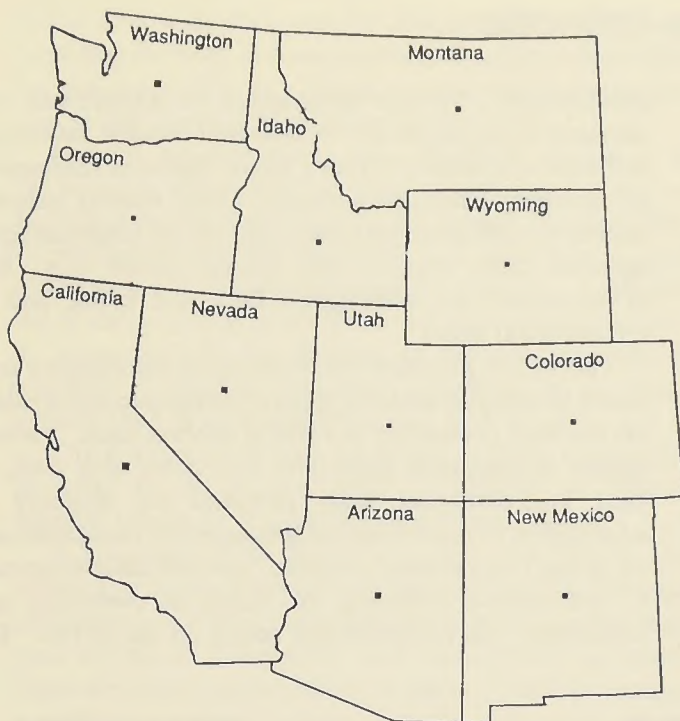 Washington
Montana
Idaho
Oregon
Wyoming
California
Nevada
Utah
Colorado
Arizona
New Mexico